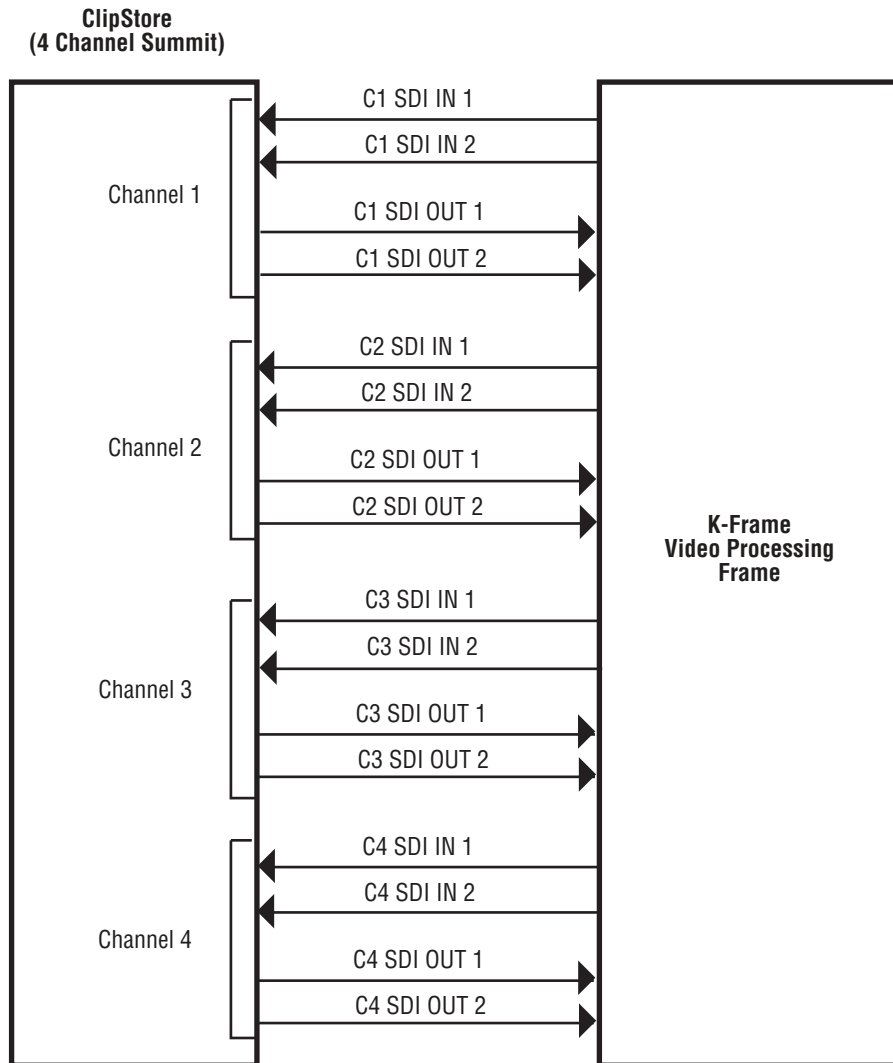 ClipStore
(4 Channel Summit)
C1 SDI IN 1
C1 SDI IN 2
Channel 1
C1 SDI OUT 1
C1 SDI OUT 2
C2 SDI IN 1
C2 SDI IN 2
Channel 2
C2 SDI OUT 1
C2 SDI OUT 2
K-Frame
Video Processing
Frame
C3 SDI IN 1
C3 SDI IN 2
Channel 3
C3 SDI OUT 1
C3 SDI OUT 2
C4 SDI IN 1
C4 SDI IN 2
Channel 4
C4 SDI OUT 1
C4 SDI OUT 2